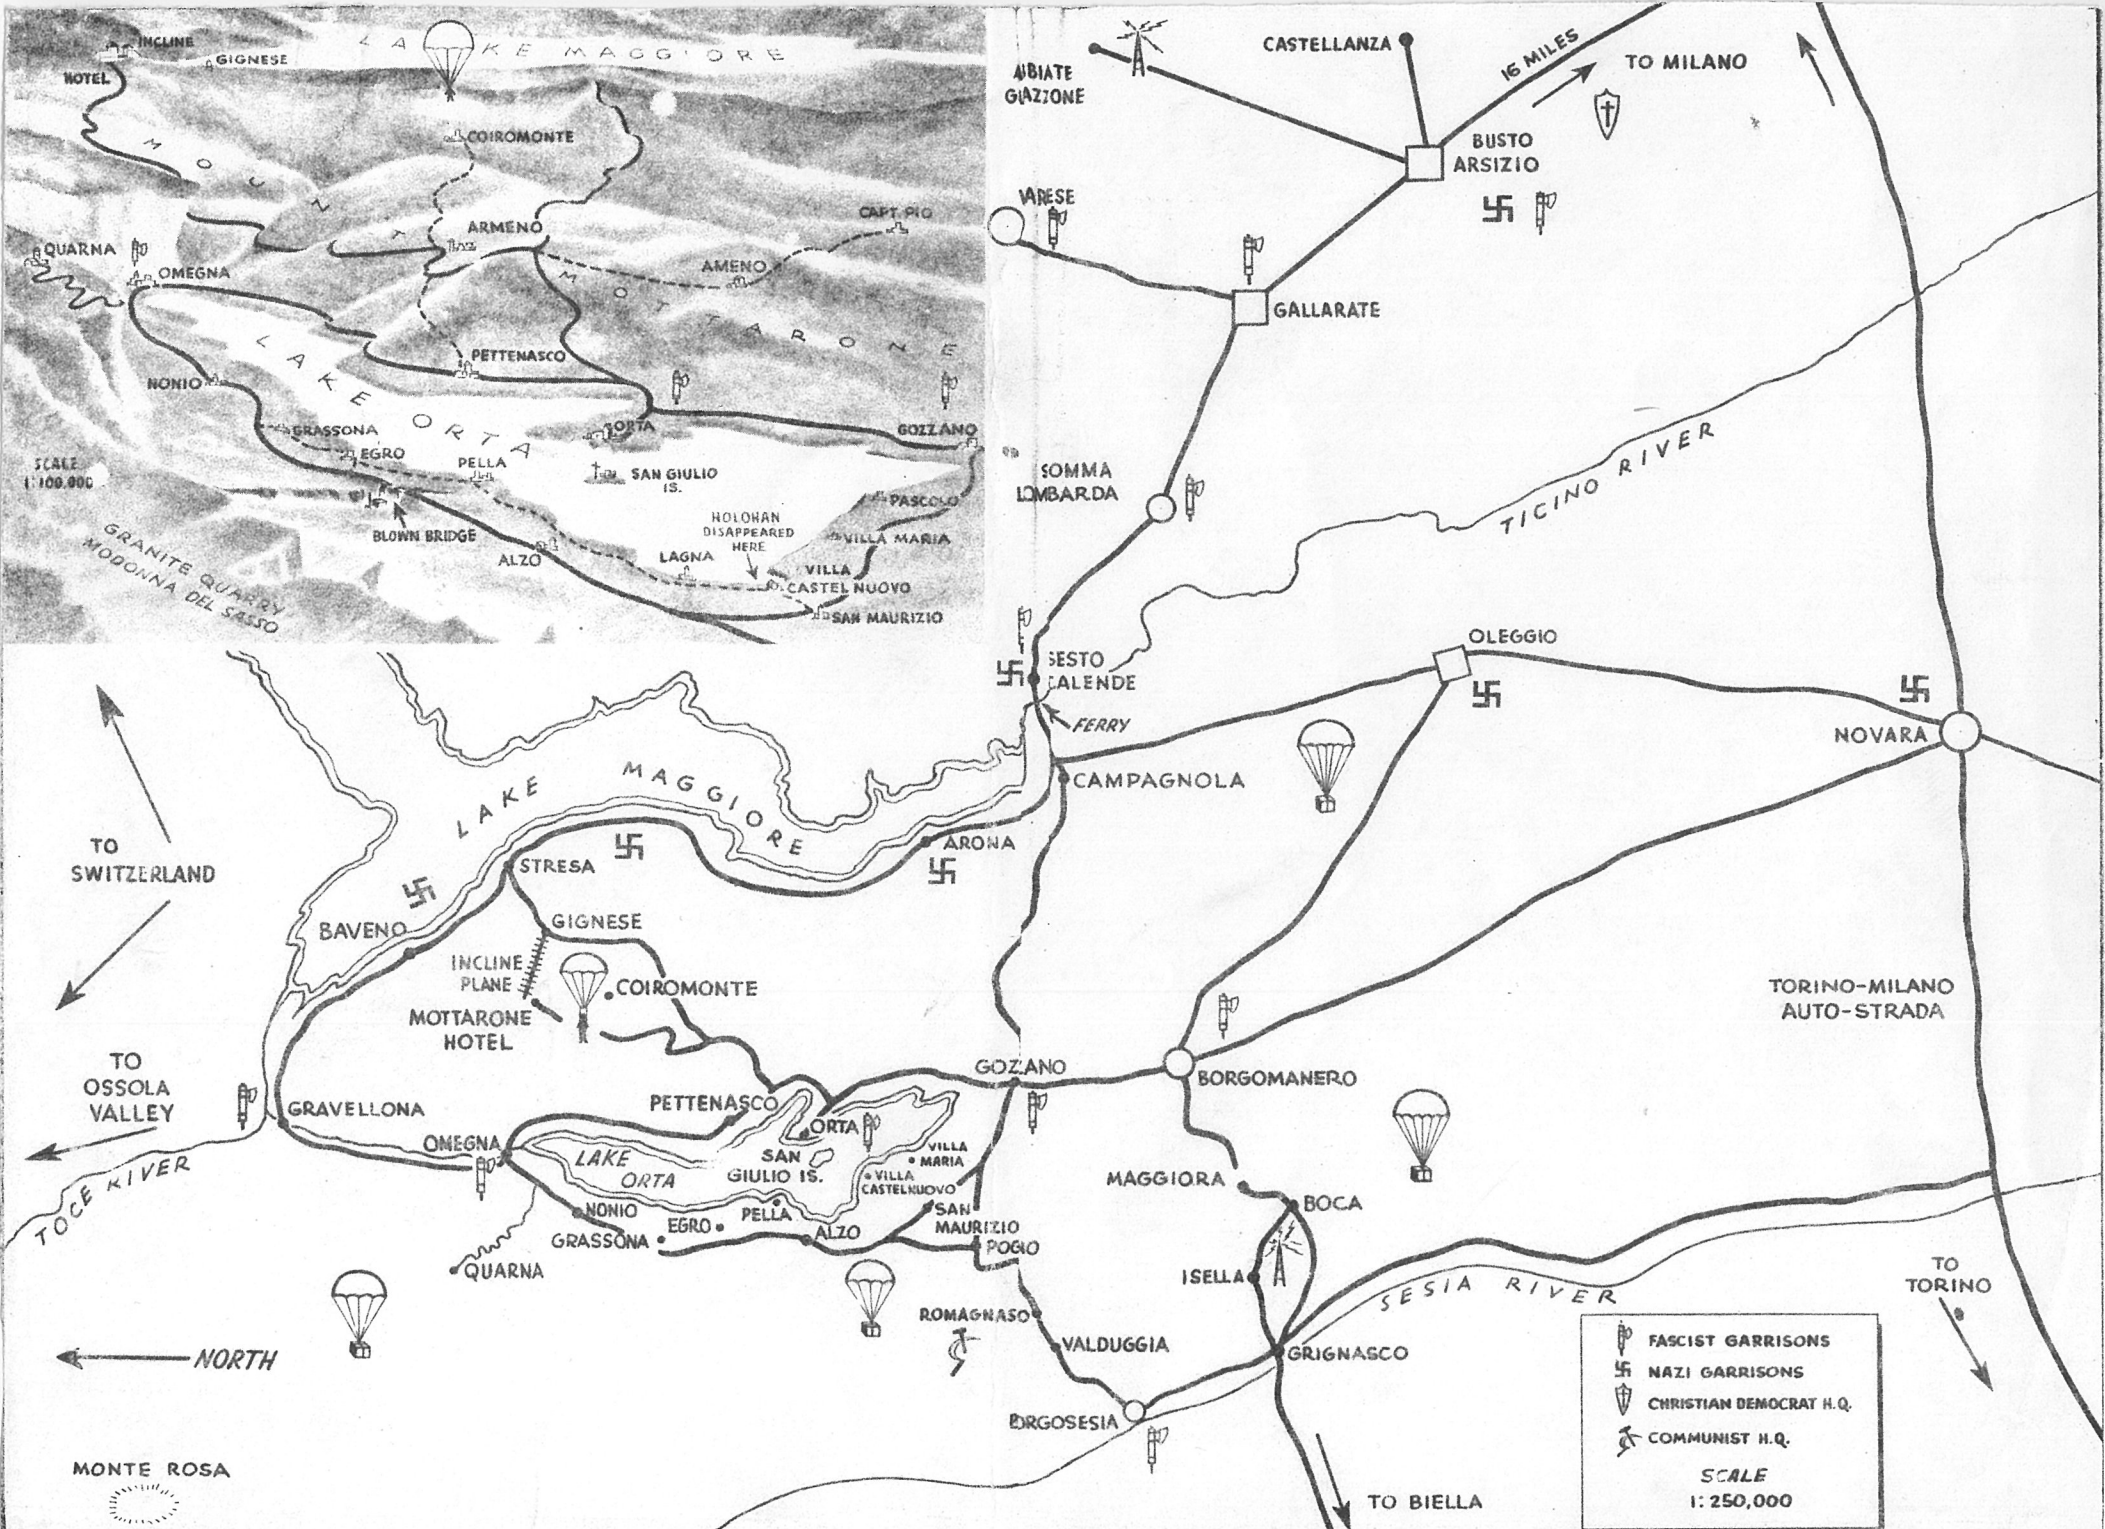 INCLINE
HOTEL
GIGNESE
LAKE MAGGIORE
COIROMONTE
MOUNT
ARMENO
CAPT. PIO
QUARNA
OMEGNA
AMENO
MOTTARONE
PETTENASCO
NONIO
LAKE ORTA
GRASSONA
ORTA
GOZZANO
EGRO
PELLA
SAN GIULIO
IS.
SCALE
1:100,000
PASCOLO
BLOWN BRIDGE
HOLOHAN
DISAPPEARED
HERE
VILLA MARIA
ALZO
LAGNA
VILLA
CASTEL NUOVO
SAN MAURIZIO
GRANITE QUARRY
MODONNA DEL SASSO
GIAZZONE
CASTELLANZA
16 MILES
TO MILANO
BUSTO
ARSIZIO
VARESE
GALLARATE
SOMMA
LOMBARDA
TICINO RIVER
SESTO
CALENDE
FERRY
OLEGGIO
NOVARA
CAMPAGNOLA
LAKE MAGGIORE
TO
SWITZERLAND
STRESA
ARONA
BAVENO
GIGNESE
INCLINE
PLANE
COIROMONTE
MOTTARONE
HOTEL
TORINO-MILANO
AUTO-STRADA
TO
OSSOLA
VALLEY
GOZZANO
BORGOMANERO
GRAVELLONA
PETTENASCO
ORTA
OMEGNA
LAKE
ORTA
SAN
GIULIO IS.
VILLA
MARIA
VILLA
CASTELNUOVO
MAGGIORA
BOCA
TOCE RIVER
NONIO
EGRO
PELLA
SAN
MAURIZIO
GRASSONA
ALZO
POGIO
QUARNA
ISELLA
SESIA RIVER
TO
TORINO
ROMAGNASO
VALDUGGIA
GRIGNASCO
NORTH
BORGOSESIA
MONTE ROSA
TO BIELLA
FASCIST GARRISONS
NAZI GARRISONS
CHRISTIAN DEMOCRAT H.Q.
COMMUNIST H.Q.
SCALE
1:250,000